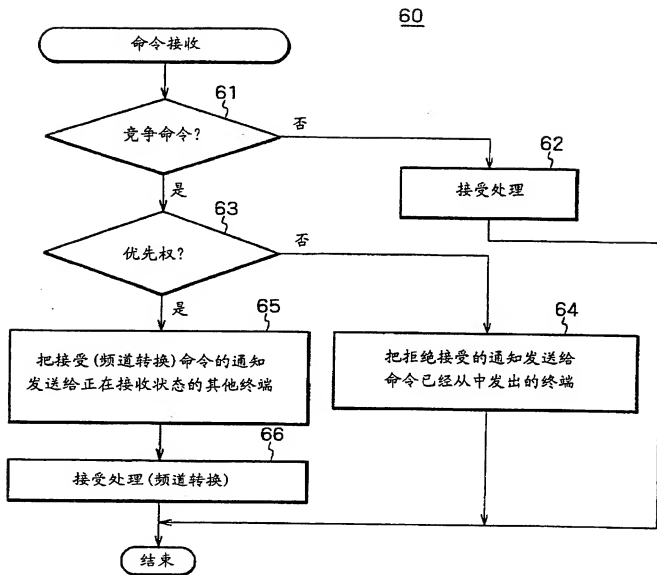 60
命令接收
61
竞争命令?
否
62
接受处理
是
63
优先权?
否
是
65
把接受(频道转换)命令的通知
发送给正在接收状态的其他终端
64
把拒绝接受的通知发送给
命令已经从中发出的终端
66
接受处理(频道转换)
结束